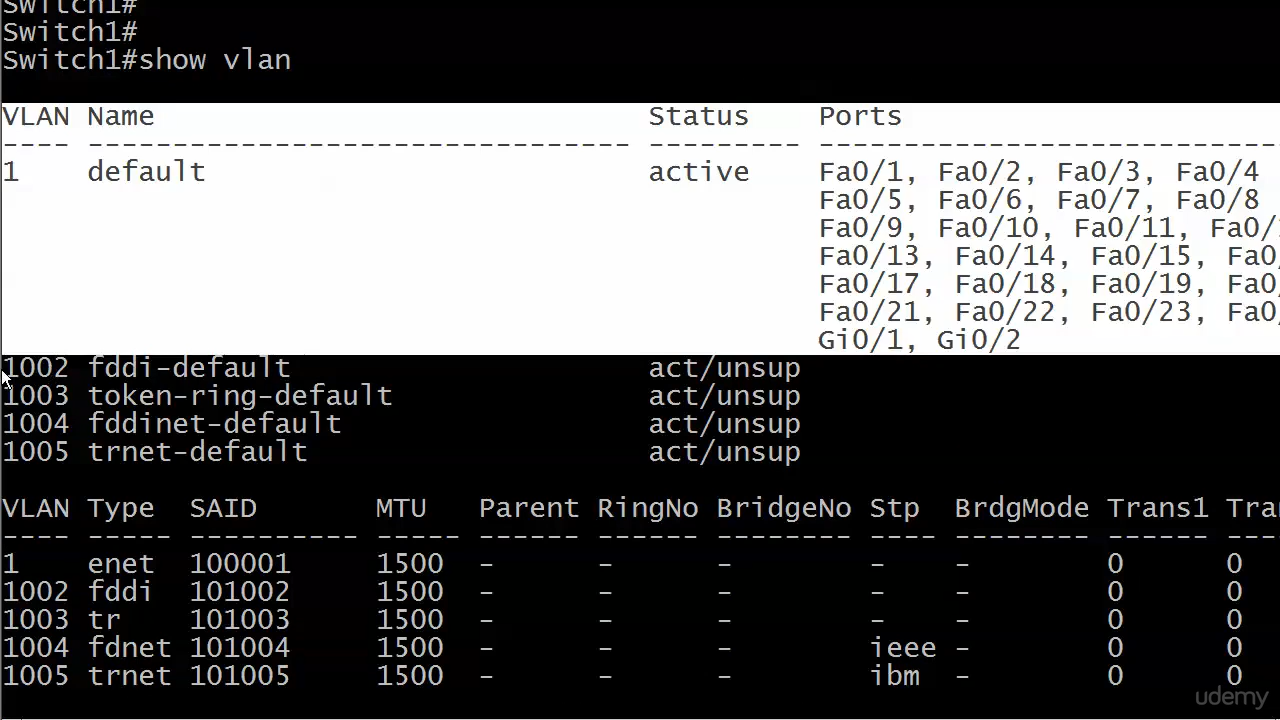 Switch1#
Switch1#
Switch1#show vlan
VLAN Name Status Ports
---- -------------------------------- --------- ---------------------------
1 default active Fa0/1, Fa0/2, Fa0/3, Fa0/4
Fa0/5, Fa0/6, Fa0/7, Fa0/8
Fa0/9, Fa0/10, Fa0/11, Fa0/
Fa0/13, Fa0/14, Fa0/15, Fa0/
Fa0/17, Fa0/18, Fa0/19, Fa0/
Fa0/21, Fa0/22, Fa0/23, Fa0/
Gi0/1, Gi0/2
1002 fddi-default act/unsup
1003 token-ring-default act/unsup
1004 fddinet-default act/unsup
1005 trnet-default act/unsup
VLAN Type SAID MTU Parent RingNo BridgeNo Stp BrdgMode Trans1 Tra
---- ----- ---------- ----- ------ ------ -------- ---- -------- ------ ---
1 enet 100001 1500 - - - - - 0 0
1002 fddi 101002 1500 - - - - - 0 0
1003 tr 101003 1500 - - - - - 0 0
1004 fdnet 101004 1500 - - - ieee - 0 0
1005 trnet 101005 1500 - - - ibm - 0 0
udemy